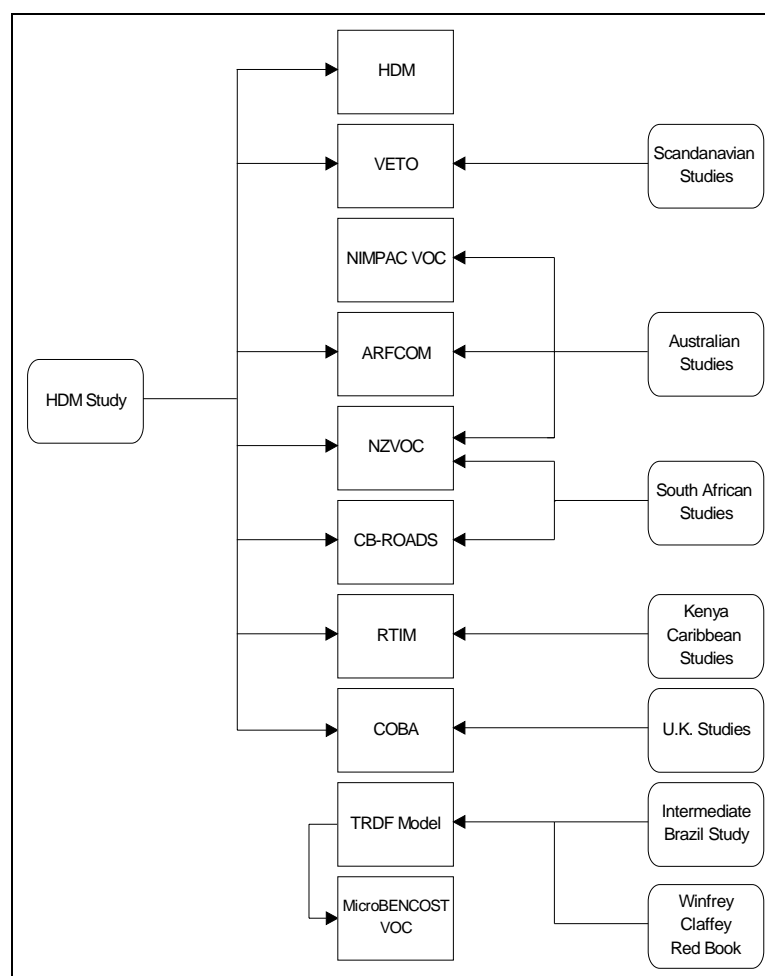 HDM
VETO
Scandanavian
Studies
NIMPAC VOC
ARFCOM
Australian
Studies
HDM Study
NZVOC
South African
Studies
CB-ROADS
RTIM
Kenya
Caribbean
Studies
COBA
U.K. Studies
TRDF Model
Intermediate
Brazil Study
MicroBENCOST
VOC
Winfrey
Claffey
Red Book